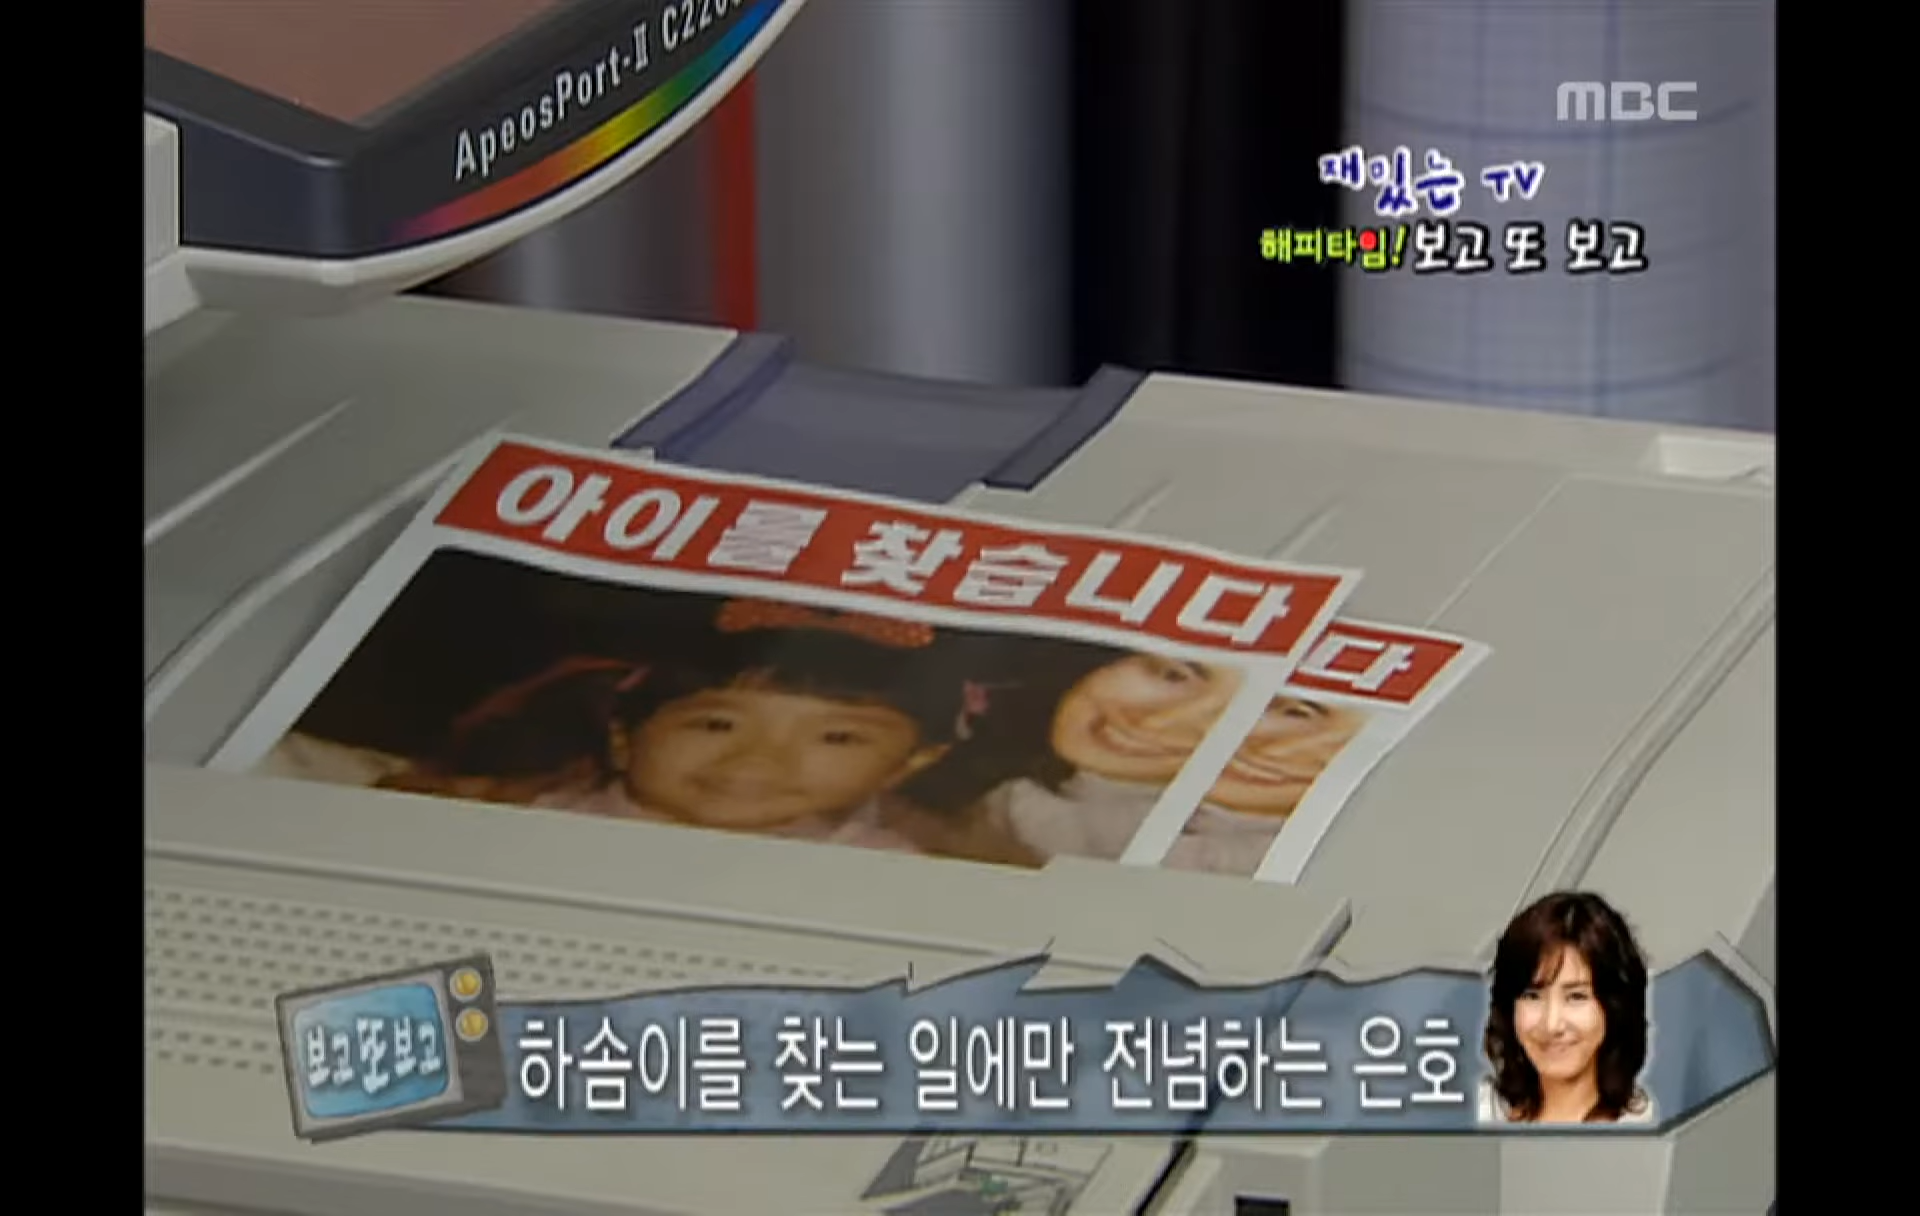 ApeosPort-II
MBC
재밌는 TV
해피타임! 보고 또 보고
아이를 찾습니다
다
보고 또 보고
하솜이를 찾는 일에만 전념하는 은호